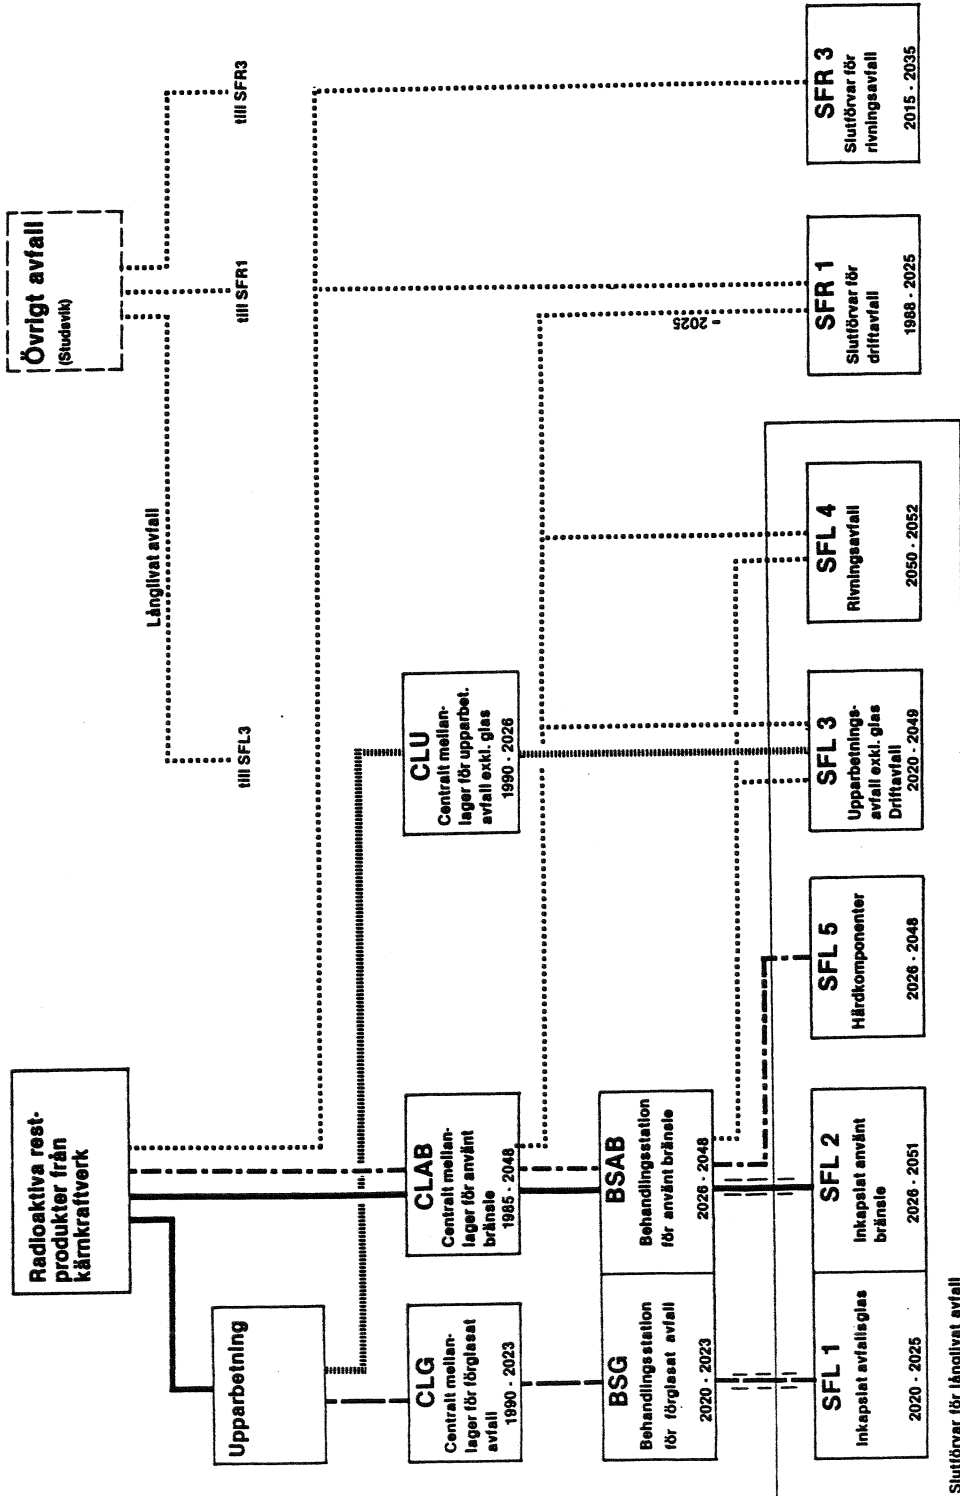 Övrigt avfall
(Studsvik)
till SFR3
till SFR1
Långlivat avfall
till SFL3
Radioaktiva rest-
produkter från
kärnkraftverk
Upparbetning
CLU
Centralt mellan-
lager för upparbet.
avfall exkl. glas
1990 - 2026
CLAB
Centralt mellan-
lager för använt
bränsle
1985 - 2048
CLG
Centralt mellan-
lager för förglasat
avfall
1990 - 2023
BSAB
Behandlingsstation
för använt bränsle
2026 - 2048
BSG
Behandlingsstation
för förglasat avfall
2020 - 2023
- 2025
SFR 3
Slutförvar för
rivningsavfall
2015 - 2035
SFR 1
Slutförvar för
driftavfall
1988 - 2025
SFL 4
Rivningsavfall
2050 - 2052
SFL 3
Upparbetnings-
avfall exkl. glas
Driftavfall
2020 - 2049
SFL 5
Härdkomponenter
2026 - 2048
SFL 2
Inkapslat använt
bränsle
2026 - 2051
SFL 1
Inkapslat avfallsglas
2020 - 2025
Slutförvar för långlivat avfall